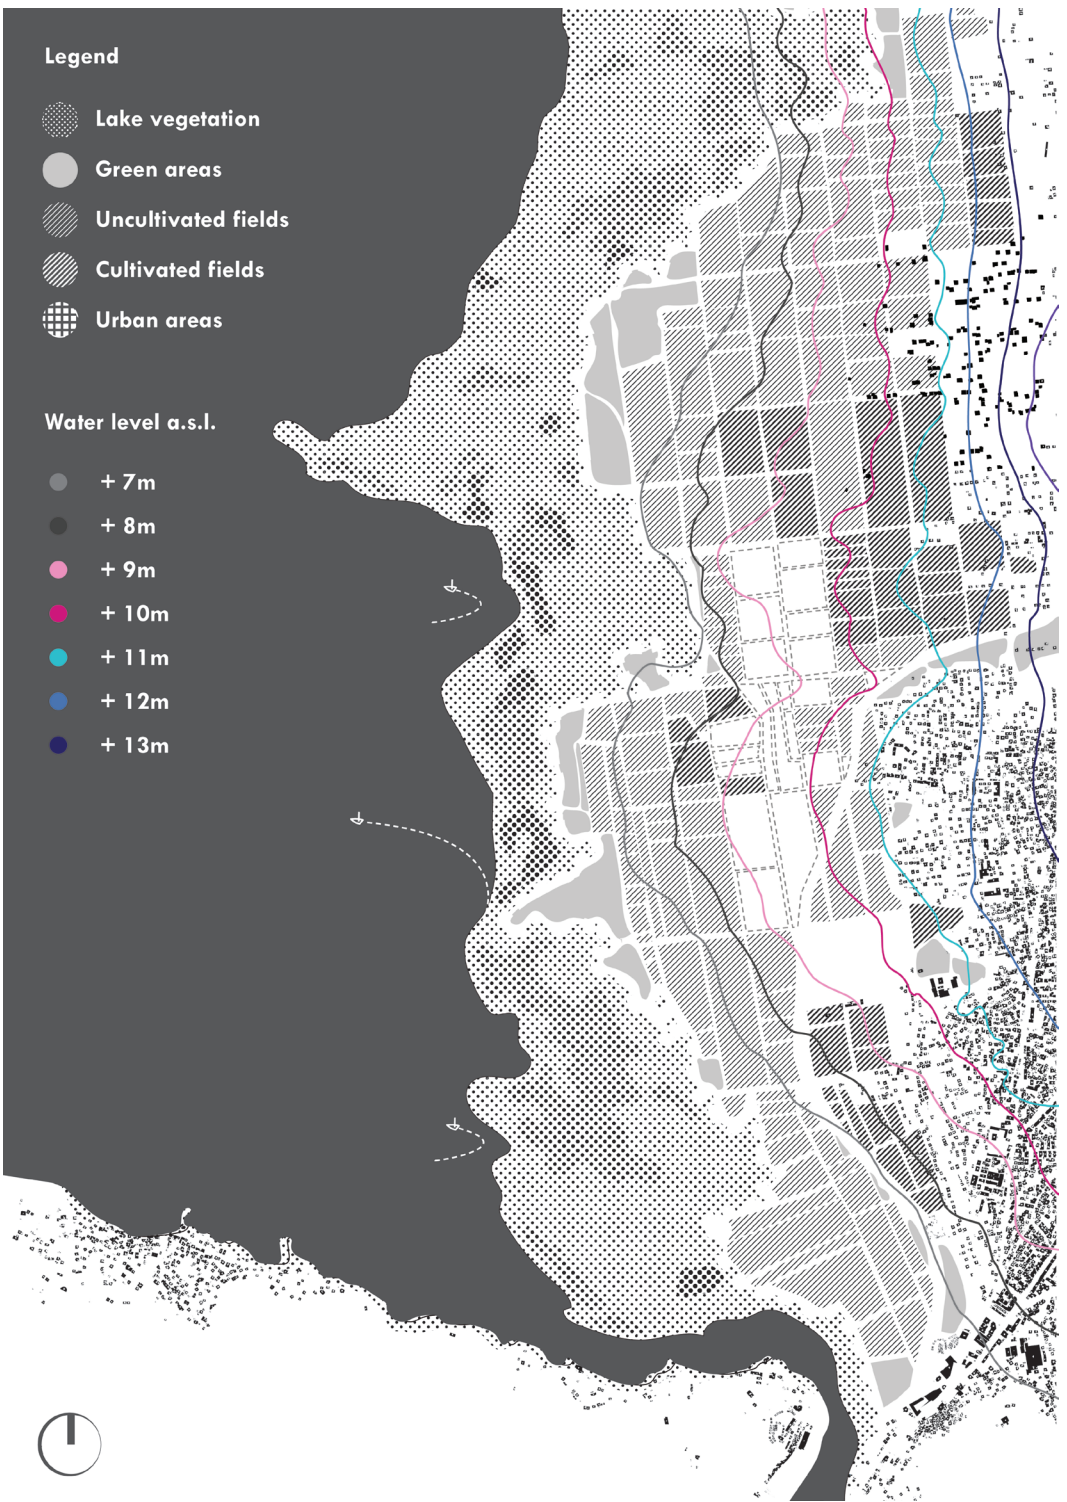 Legend
Lake vegetation
Green areas
Uncultivated fields
Cultivated fields
Urban areas
Water level a.s.l.
+ 7m
+ 8m
+ 9m
+ 10m
+ 11m
+ 12m
+ 13m